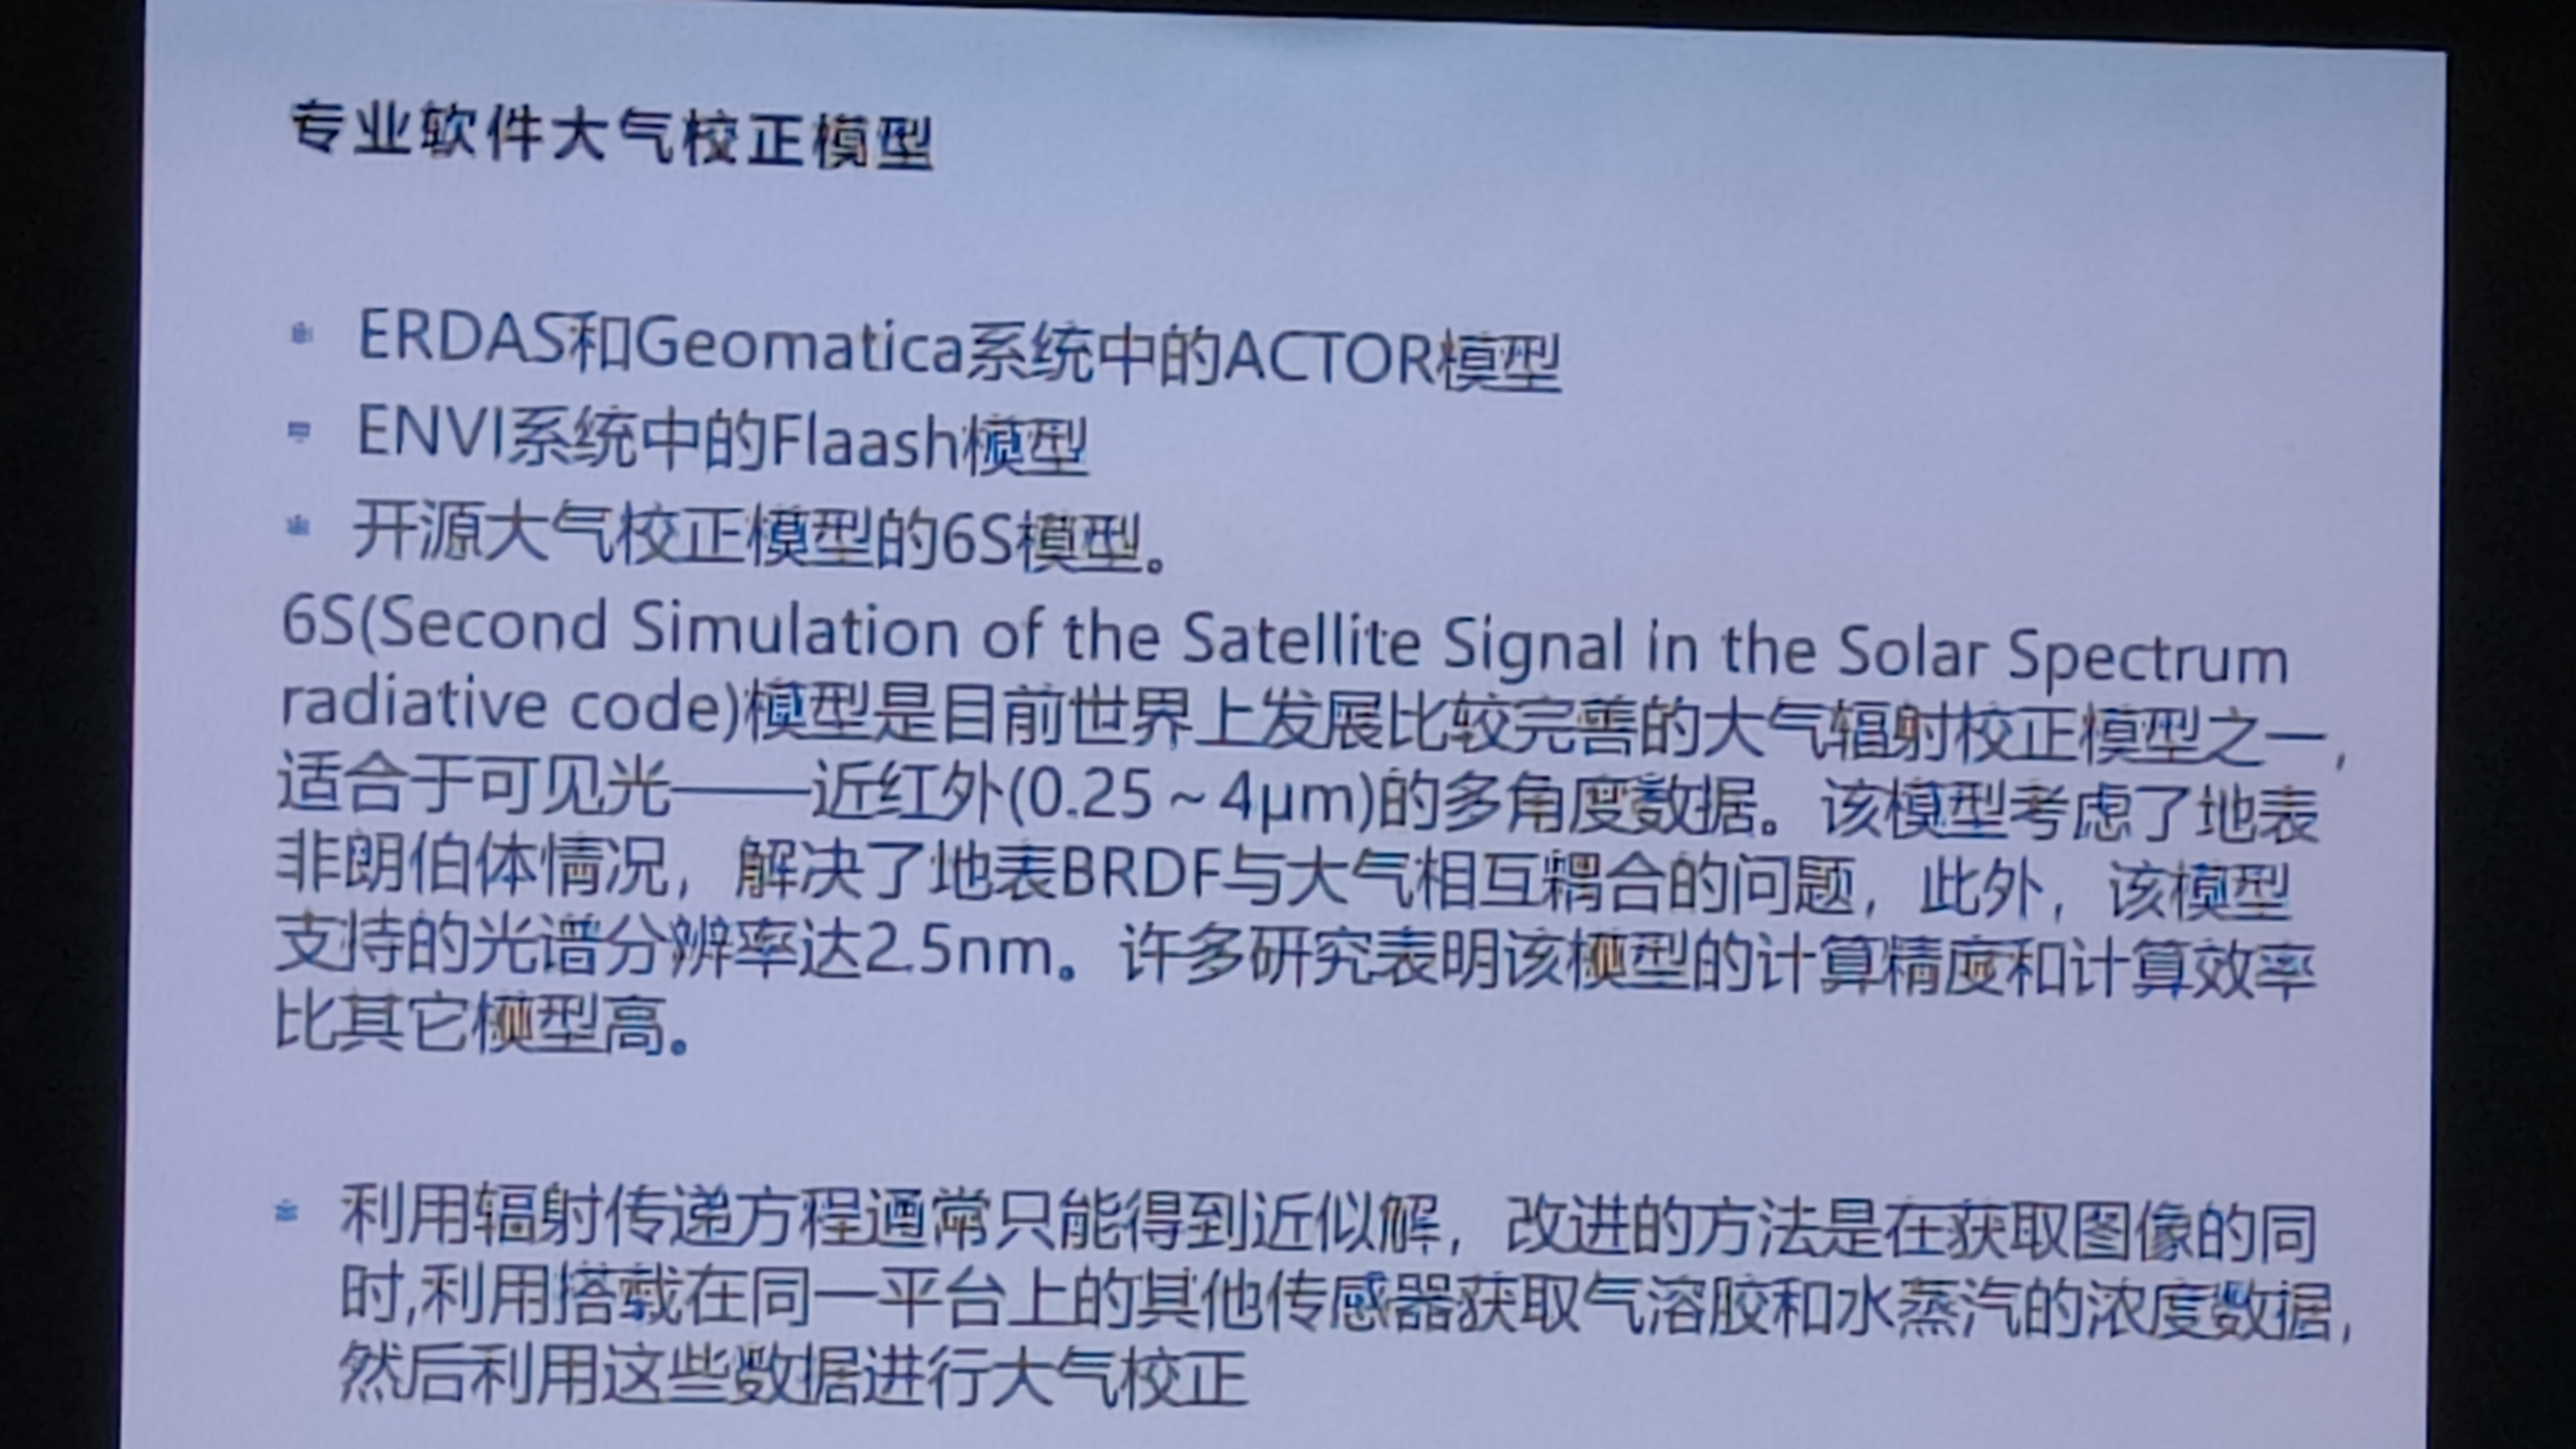 专业软件大气校正模型
ERDAS和Geomatica系统中的ACTOR模型
ENVI系统中的Flaash模型
开源大气校正模型的6S模型。
6S(Second Simulation of the Satellite Signal in the Solar Spectrum
radiative code)模型是目前世界上发展比较完善的大气辐射校正模型之一,
适合于可见光——近红外(0.25～4μm)的多角度数据。该模型考虑了地表
非朗伯体情况，解决了地表BRDF与大气相互耦合的问题，此外，该模型
支持的光谱分辨率达2.5nm。许多研究表明该模型的计算精度和计算效率
比其它模型高。
利用辐射传递方程通常只能得到近似解，改进的方法是在获取图像的同
时,利用搭载在同一平台上的其他传感器获取气溶胶和水蒸汽的浓度数据,
然后利用这些数据进行大气校正